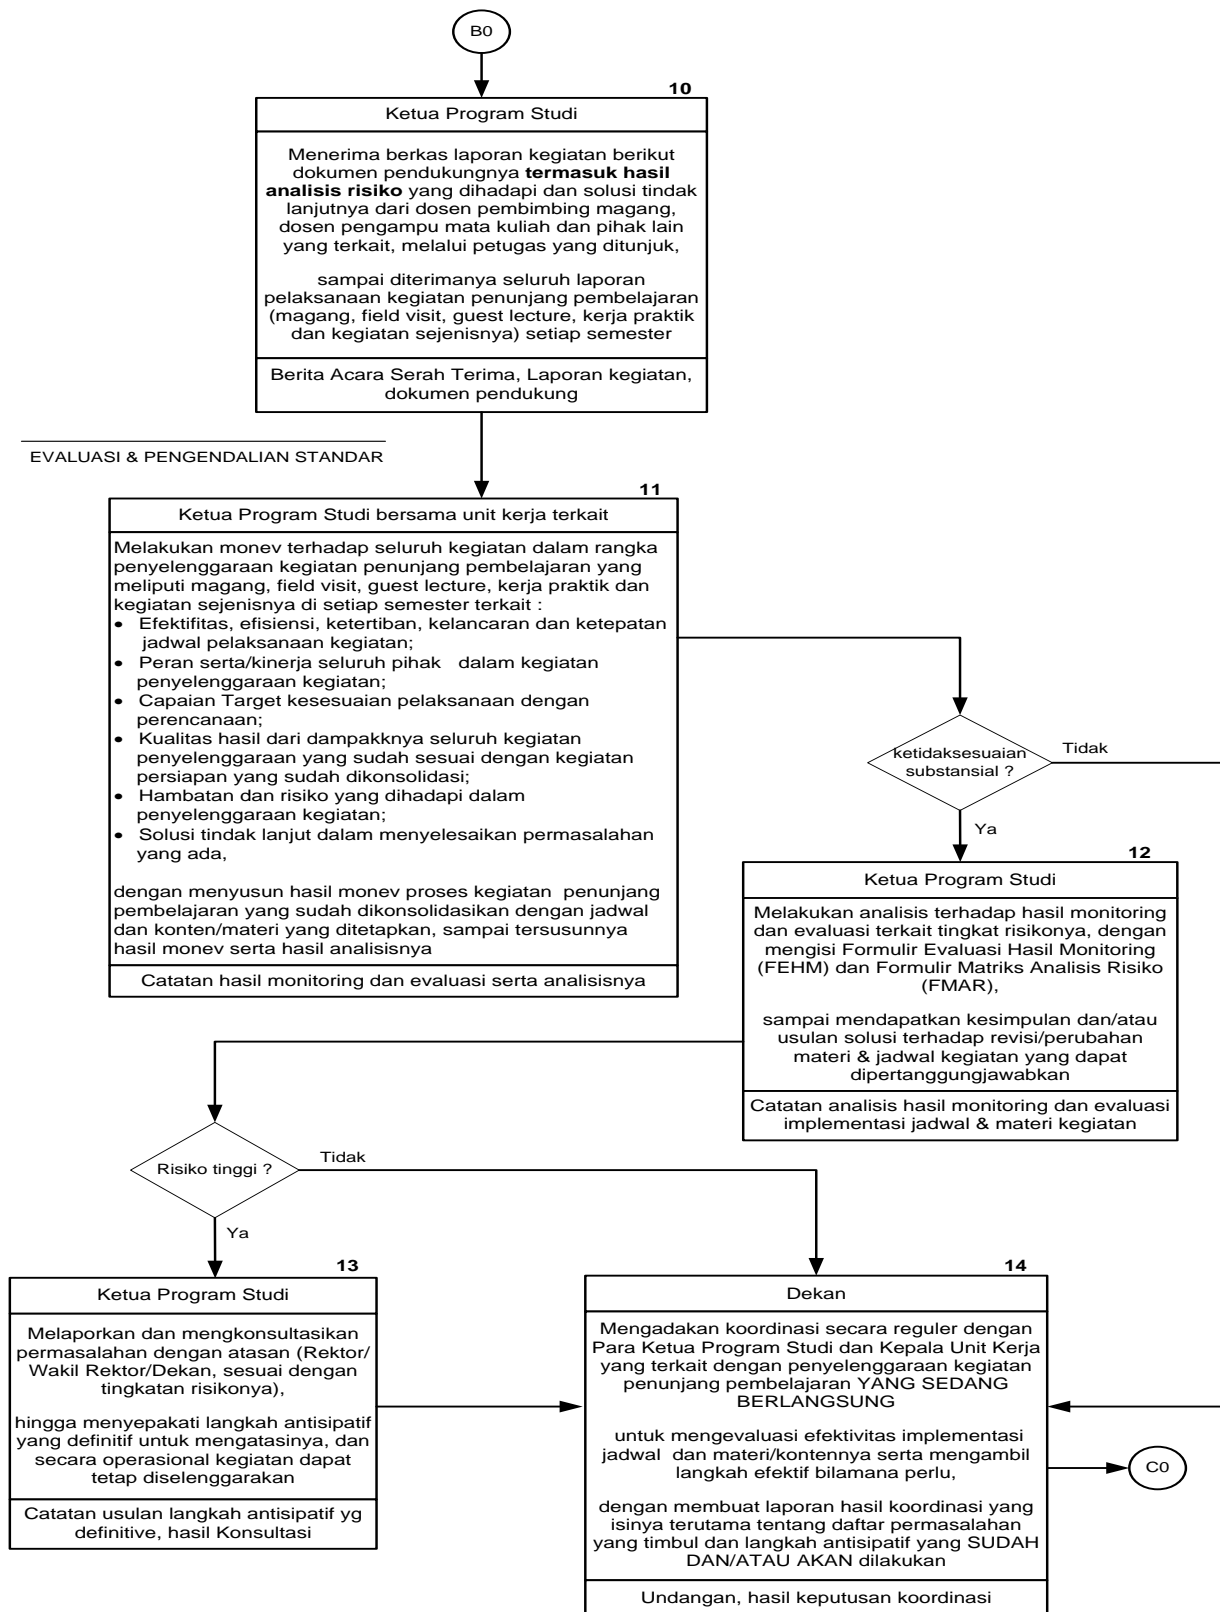 B0
10
Ketua Program Studi
Menerima berkas laporan kegiatan berikut
dokumen pendukungnya termasuk hasil
analisis risiko yang dihadapi dan solusi tindak
lanjutnya dari dosen pembimbing magang,
dosen pengampu mata kuliah dan pihak lain
yang terkait, melalui petugas yang ditunjuk,
sampai diterimanya seluruh laporan
pelaksanaan kegiatan penunjang pembelajaran
(magang, field visit, guest lecture, kerja praktik
dan kegiatan sejenisnya) setiap semester
Berita Acara Serah Terima, Laporan kegiatan,
dokumen pendukung
EVALUASI & PENGENDALIAN STANDAR
11
Ketua Program Studi bersama unit kerja terkait
Melakukan monev terhadap seluruh kegiatan dalam rangka
penyelenggaraan kegiatan penunjang pembelajaran yang
meliputi magang, field visit, guest lecture, kerja praktik dan
kegiatan sejenisnya di setiap semester terkait :
• Efektifitas, efisiensi, ketertiban, kelancaran dan ketepatan
jadwal pelaksanaan kegiatan;
• Peran serta/kinerja seluruh pihak dalam kegiatan
penyelenggaraan kegiatan;
• Capaian Target kesesuaian pelaksanaan dengan
perencanaan;
• Kualitas hasil dari dampakknya seluruh kegiatan
penyelenggaraan yang sudah sesuai dengan kegiatan
persiapan yang sudah dikonsolidasi;
• Hambatan dan risiko yang dihadapi dalam
penyelenggaraan kegiatan;
• Solusi tindak lanjut dalam menyelesaikan permasalahan
yang ada,
dengan menyusun hasil monev proses kegiatan penunjang
pembelajaran yang sudah dikonsolidasikan dengan jadwal
dan konten/materi yang ditetapkan, sampai tersusunnya
hasil monev serta hasil analisisnya
Catatan hasil monitoring dan evaluasi serta analisisnya
ketidaksesuaian
substansial ?
Tidak
Ya
12
Ketua Program Studi
Melakukan analisis terhadap hasil monitoring
dan evaluasi terkait tingkat risikonya, dengan
mengisi Formulir Evaluasi Hasil Monitoring
(FEHM) dan Formulir Matriks Analisis Risiko
(FMAR),
sampai mendapatkan kesimpulan dan/atau
usulan solusi terhadap revisi/perubahan
materi & jadwal kegiatan yang dapat
dipertanggungjawabkan
Catatan analisis hasil monitoring dan evaluasi
implementasi jadwal & materi kegiatan
Risiko tinggi ?
Tidak
Ya
13
Ketua Program Studi
Melaporkan dan mengkonsultasikan
permasalahan dengan atasan (Rektor/
Wakil Rektor/Dekan, sesuai dengan
tingkatan risikonya),
hingga menyepakati langkah antisipatif
yang definitif untuk mengatasinya, dan
secara operasional kegiatan dapat
tetap diselenggarakan
Catatan usulan langkah antisipatif yg
definitive, hasil Konsultasi
14
Dekan
Mengadakan koordinasi secara reguler dengan
Para Ketua Program Studi dan Kepala Unit Kerja
yang terkait dengan penyelenggaraan kegiatan
penunjang pembelajaran YANG SEDANG
BERLANGSUNG
untuk mengevaluasi efektivitas implementasi
jadwal dan materi/kontennya serta mengambil
langkah efektif bilamana perlu,
dengan membuat laporan hasil koordinasi yang
isinya terutama tentang daftar permasalahan
yang timbul dan langkah antisipatif yang SUDAH
DAN/ATAU AKAN dilakukan
Undangan, hasil keputusan koordinasi
C0